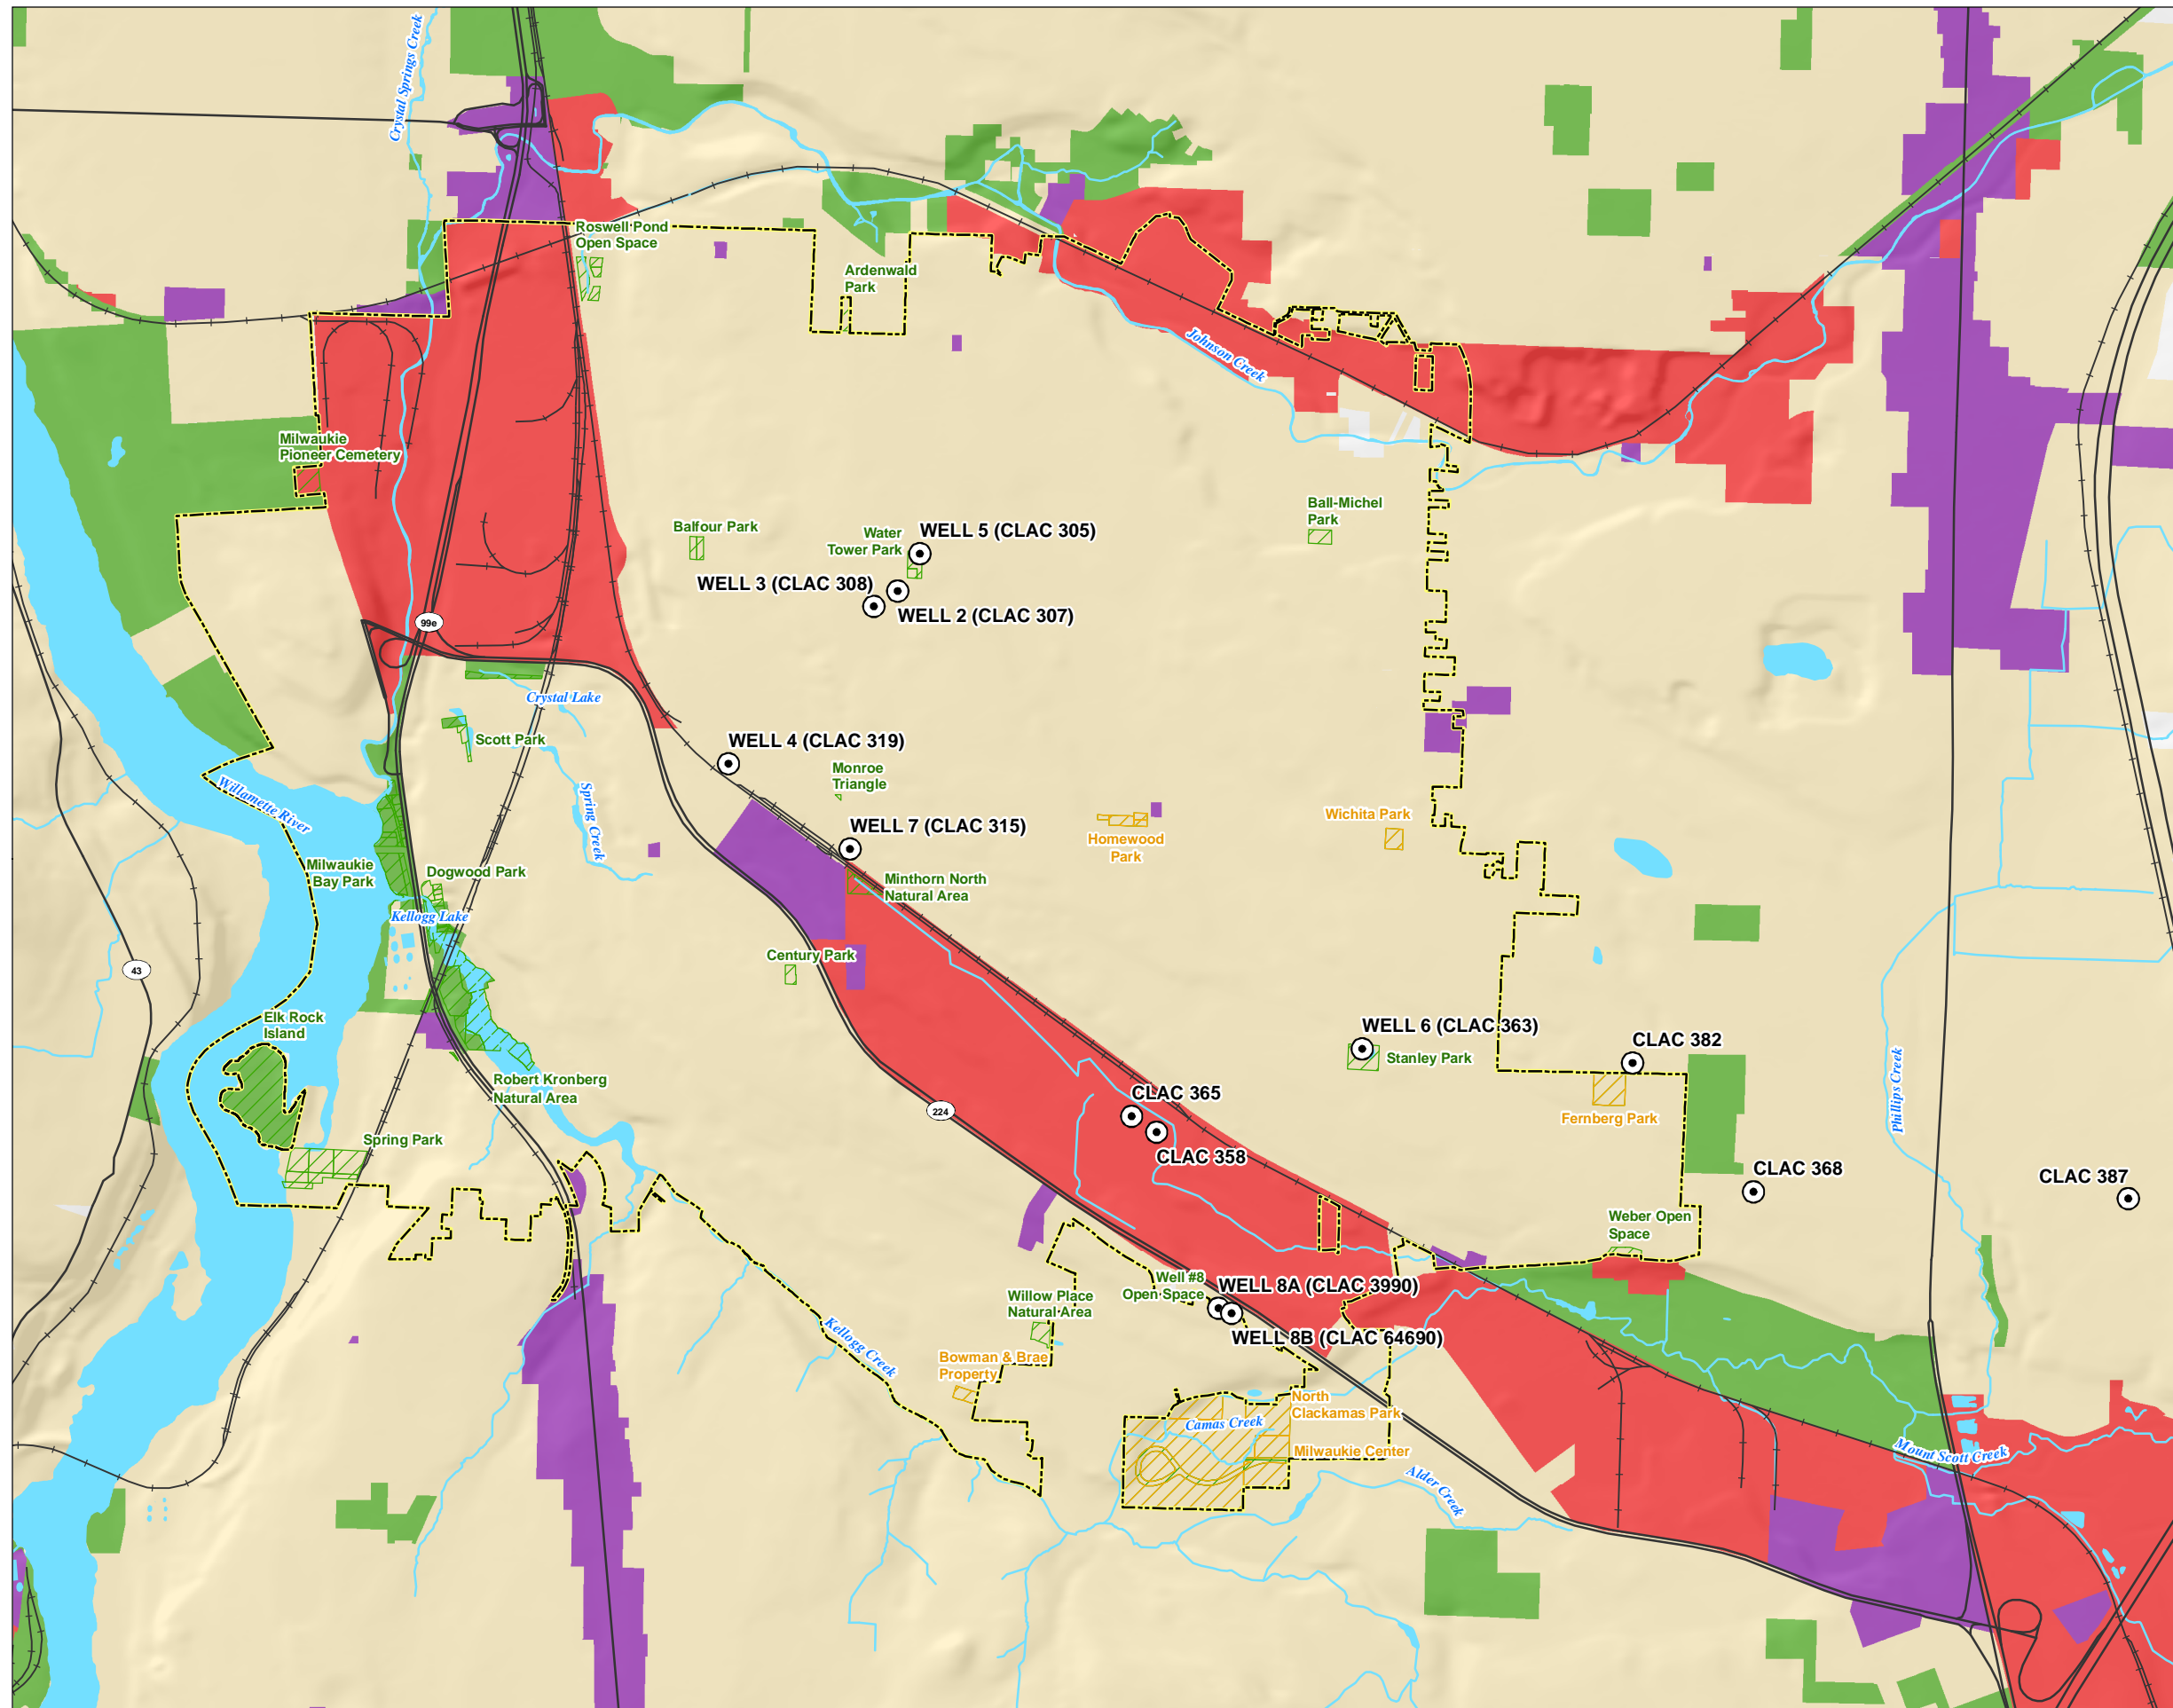 Crystal Springs Creek
Roswell Pond
Open Space
Ardenwald
Park
Johnson Creek
Milwaukie
Pioneer Cemetery
Balfour Park
Water
Tower Park
WELL 5 (CLAC 305)
Ball-Michel
Park
WELL 3 (CLAC 308)
WELL 2 (CLAC 307)
99e
Crystal Lake
Scott Park
WELL 4 (CLAC 319)
Monroe
Triangle
Willamette River
Spring Creek
WELL 7 (CLAC 315)
Homewood
Park
Wichita Park
Milwaukie
Bay Park
Dogwood Park
Minthorn North
Natural Area
Kellogg Lake
Century Park
43
Elk Rock
Island
WELL 6 (CLAC 363)
Stanley Park
CLAC 382
Robert Kronberg
Natural Area
CLAC 365
224
Fernberg Park
Phillips Creek
Spring Park
CLAC 358
CLAC 368
CLAC 387
Weber Open
Space
Well #8
Open Space
WELL 8A (CLAC 3990)
Willow Place
Natural Area
WELL 8B (CLAC 64690)
Kellogg Creek
Bowman & Brae
Property
North
Clackamas Park
Camas Creek
Milwaukie Center
Mount Scott Creek
Alder Creek